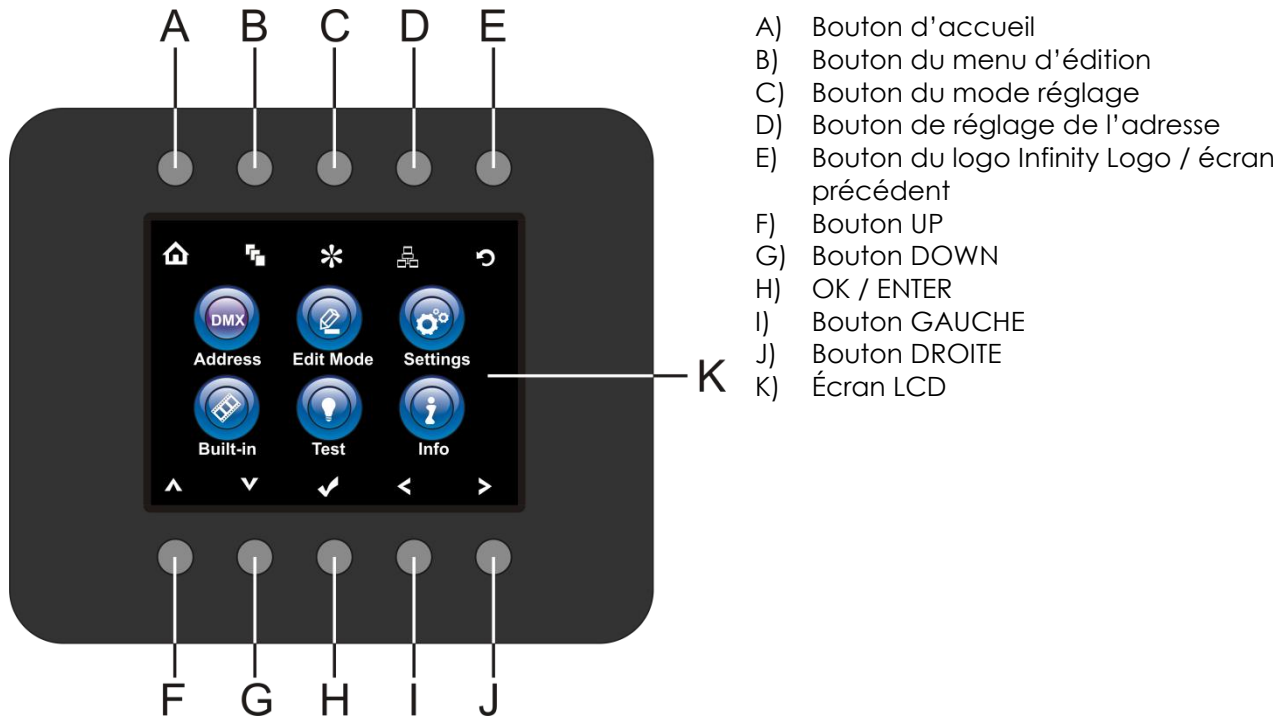 A B C D E
A) Bouton d’accueil
B) Bouton du menu d’édition
C) Bouton du mode réglage
D) Bouton de réglage de l’adresse
E) Bouton du logo Infinity Logo / écran
précédent
F) Bouton UP
G) Bouton DOWN
H) OK / ENTER
I) Bouton GAUCHE
J) Bouton DROITE
K) Écran LCD
DMX
Address Edit Mode Settings
K
Built-in Test Info
F G H I J